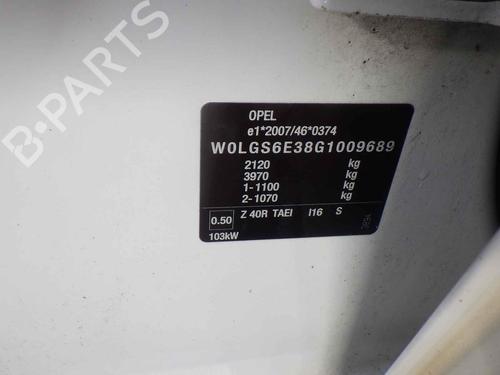 OPEL
e1*2007/46*0374
W0LGS6E38G1009689
2120 kg
3970 kg
1-1100 kg
2-1070 kg
0.50 Z 40R TAEI I16 S
103kW
B-PARTS